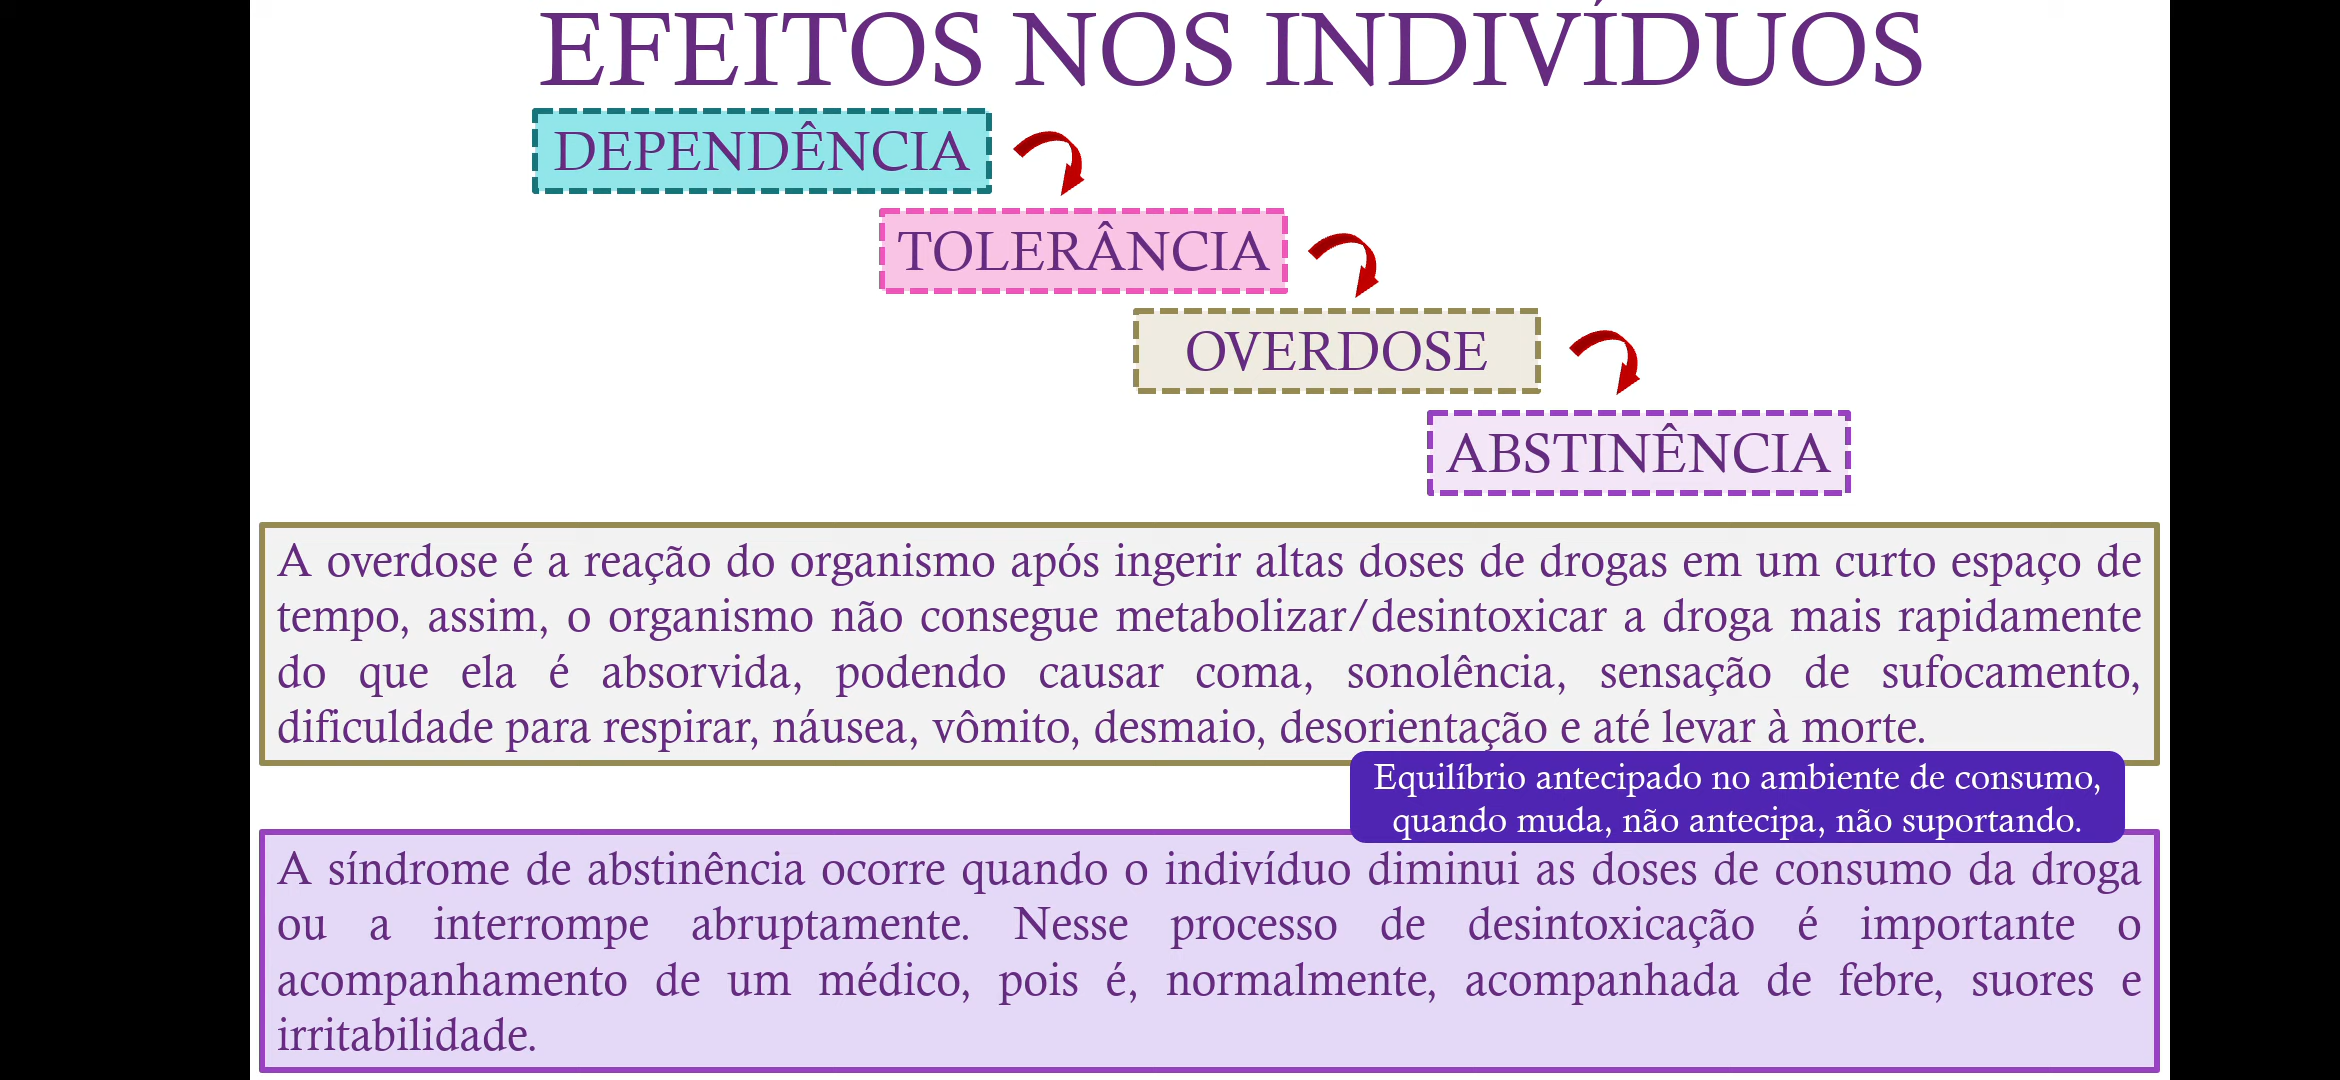 EFEITOS NOS INDIVÍDUOS
DEPENDÊNCIA
TOLERÂNCIA
OVERDOSE
ABSTINÊNCIA
A overdose é a reação do organismo após ingerir altas doses de drogas em um curto espaço de
tempo, assim, o organismo não consegue metabolizar/desintoxicar a droga mais rapidamente
do que ela é absorvida, podendo causar coma, sonolência, sensação de sufocamento,
dificuldade para respirar, náusea, vômito, desmaio, desorientação e até levar à morte.
Equilíbrio antecipado no ambiente de consumo,
quando muda, não antecipa, não suportando.
A síndrome de abstinência ocorre quando o indivíduo diminui as doses de consumo da droga
ou a interrompe abruptamente. Nesse processo de desintoxicação é importante o
acompanhamento de um médico, pois é, normalmente, acompanhada de febre, suores e
irritabilidade.